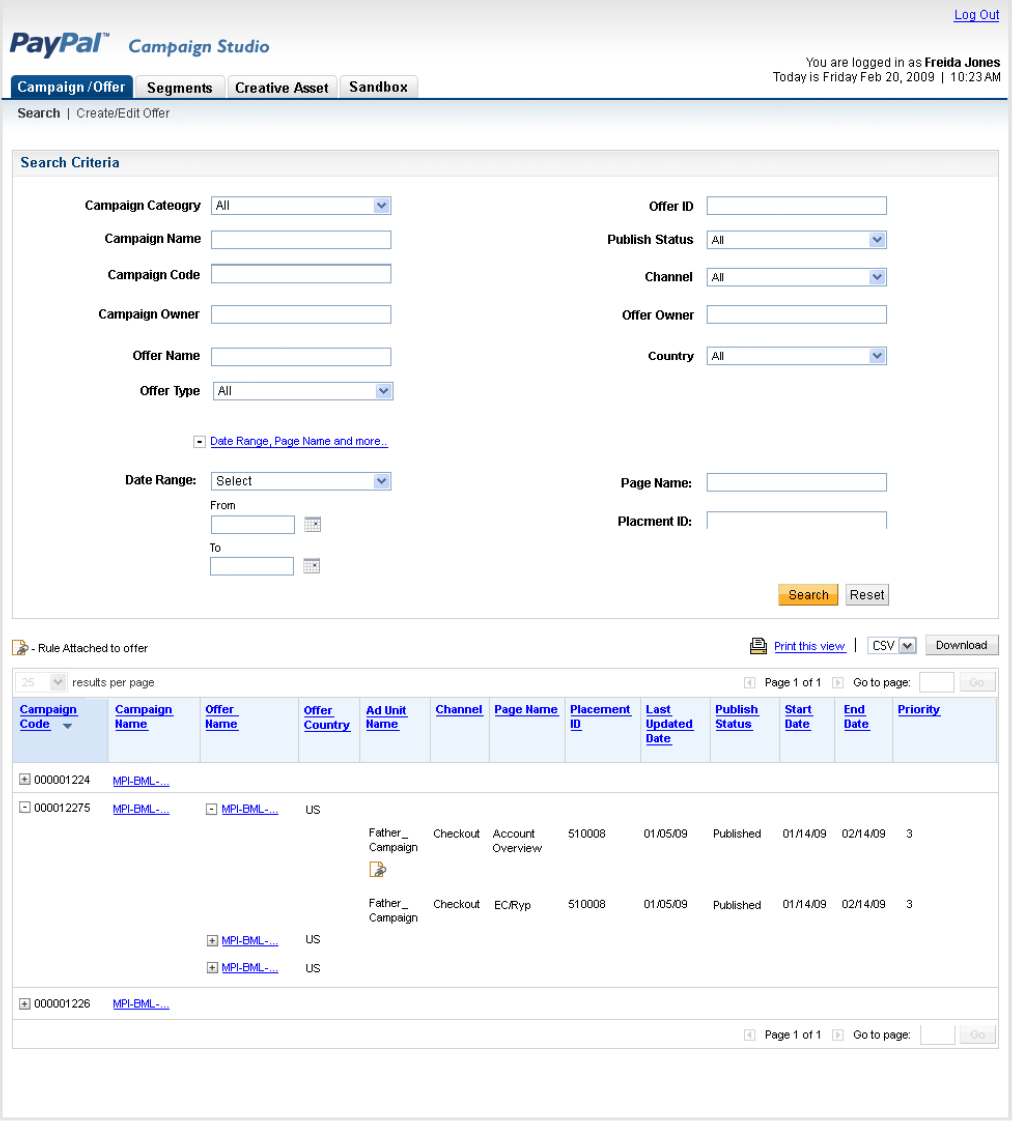 Log Out
PayPal™ Campaign Studio
You are logged in as Freida Jones
Today is Friday Feb 20, 2009 | 10:23 AM
Campaign /Offer Segments Creative Asset Sandbox
Search | Create/Edit Offer
Search Criteria
Campaign Cateogry All Offer ID
Campaign Name Publish Status All
Campaign Code Channel All
Campaign Owner Offer Owner
Offer Name Country All
Offer Type All
- Date Range, Page Name and more..
Date Range: Select Page Name:
From
Placment ID:
To
Search Reset
- Rule Attached to offer Print this view | CSV Download
25 results per page Page 1 of 1 Go to page: Go
Campaign Code Campaign Name Offer Name Offer Country Ad Unit Name Channel Page Name Placement ID Last Updated Date Publish Status Start Date End Date Priority
+ 000001224 MPI-BML-...
- 000012275 MPI-BML-... - MPI-BML-... US
Father_ Checkout Account 510008 01/05/09 Published 01/14/09 02/14/09 3
Campaign Overview
Father_ Checkout EC/Ryp 510008 01/05/09 Published 01/14/09 02/14/09 3
Campaign
+ MPI-BML-... US
+ MPI-BML-... US
+ 000001226 MPI-BML-...
Page 1 of 1 Go to page: Go